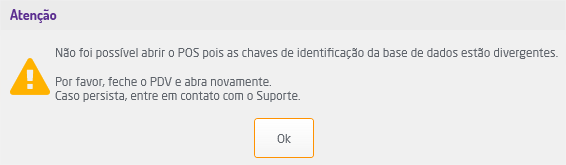 Atenção
Não foi possível abrir o POS pois as chaves de identificação da base de dados estão divergentes.
Por favor, feche o PDV e abra novamente.
Caso persista, entre em contato com o Suporte.
Ok